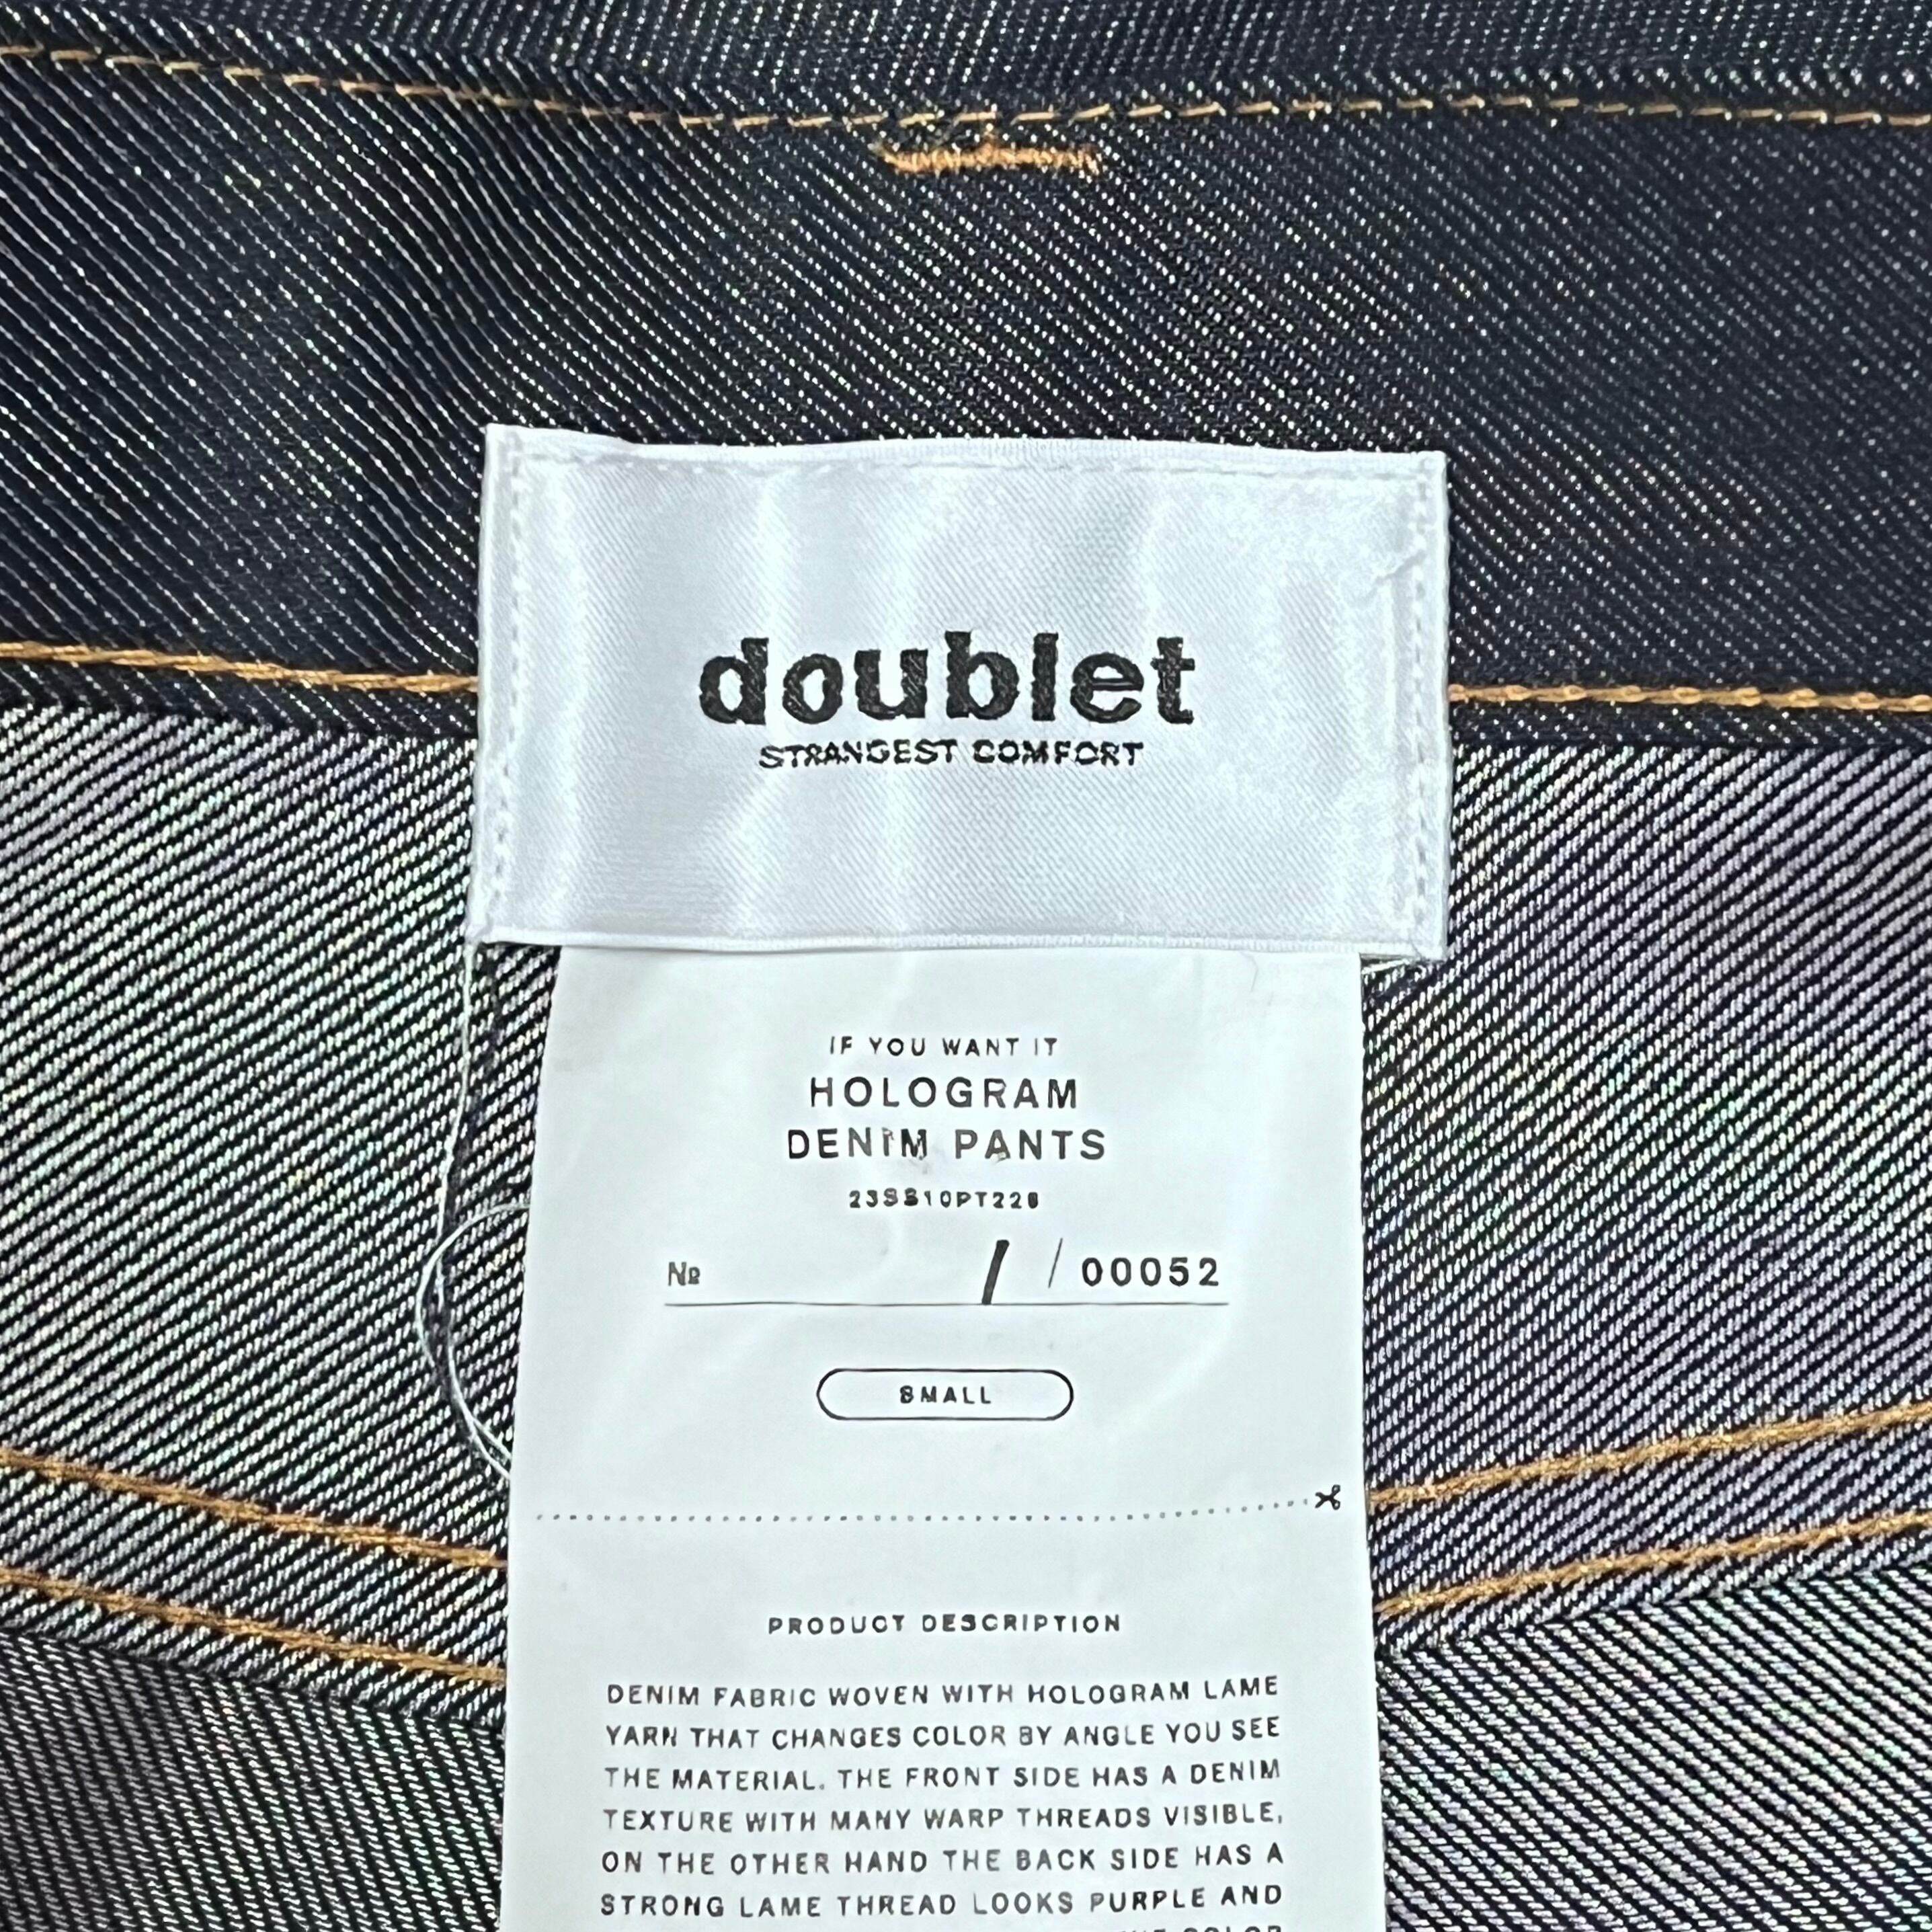 doublet
STRANGEST COMFORT
IF YOU WANT IT
HOLOGRAM
DENIM PANTS
23SS10PT228
№ / / 00052
SMALL
PRODUCT DESCRIPTION
DENIM FABRIC WOVEN WITH HOLOGRAM LAME
YARN THAT CHANGES COLOR BY ANGLE YOU SEE
THE MATERIAL. THE FRONT SIDE HAS A DENIM
TEXTURE WITH MANY WARP THREADS VISIBLE,
ON THE OTHER HAND THE BACK SIDE HAS A
STRONG LAME THREAD LOOKS PURPLE AND
COLOR